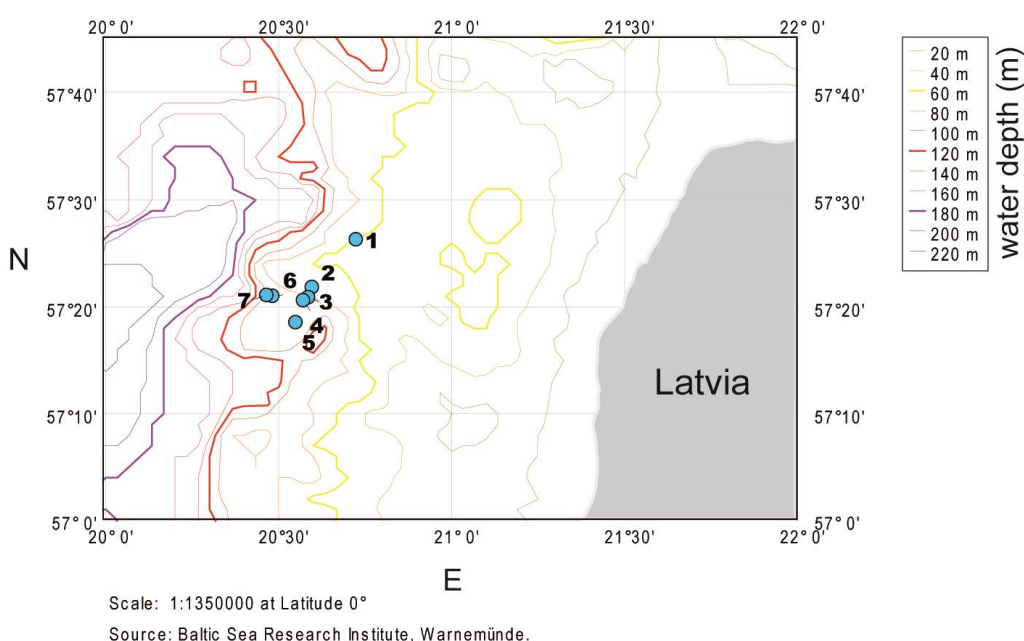 20° 0' 20°30' 21° 0' 21°30' 22° 0'
57°40' 57°40'
57°30' 57°30'
57°20' 57°20'
57°10' 57°10'
57° 0' 57° 0'
20° 0' 20°30' 21° 0' 21°30' 22° 0'
N
E
1
2
6
7
3
4
5
Latvia
20 m
40 m
60 m
80 m
100 m
120 m
140 m
160 m
180 m
200 m
220 m
water depth (m)
Scale: 1:1350000 at Latitude 0°
Source: Baltic Sea Research Institute, Warnemünde.